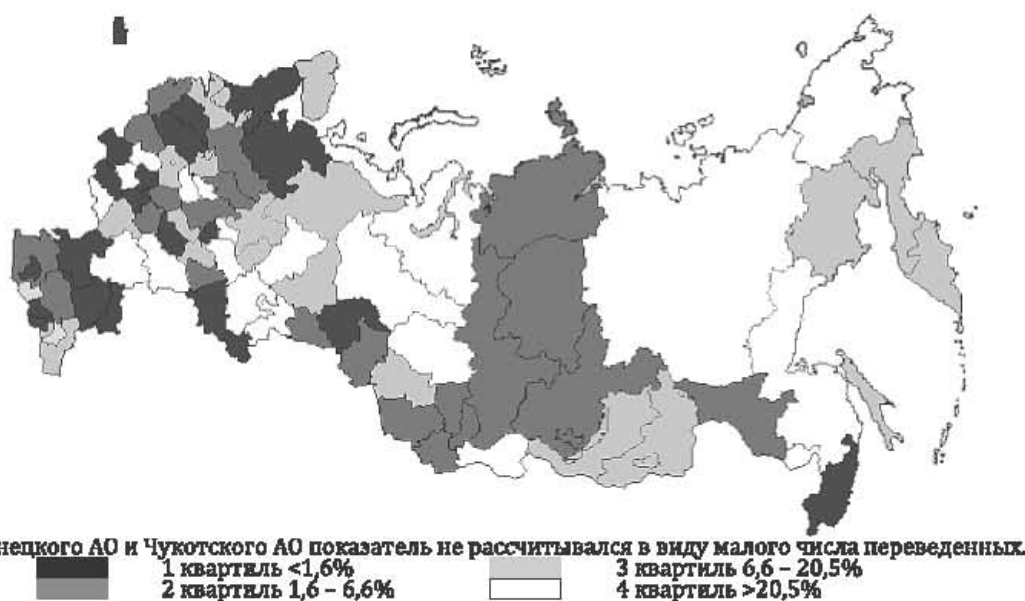 нецкого АО и Чукотского АО показатель не рассчитывался в виду малого числа переведенных.
1 квартиль <1,6%
3 квартиль 6,6 – 20,5%
2 квартиль 1,6 – 6,6%
4 квартиль >20,5%